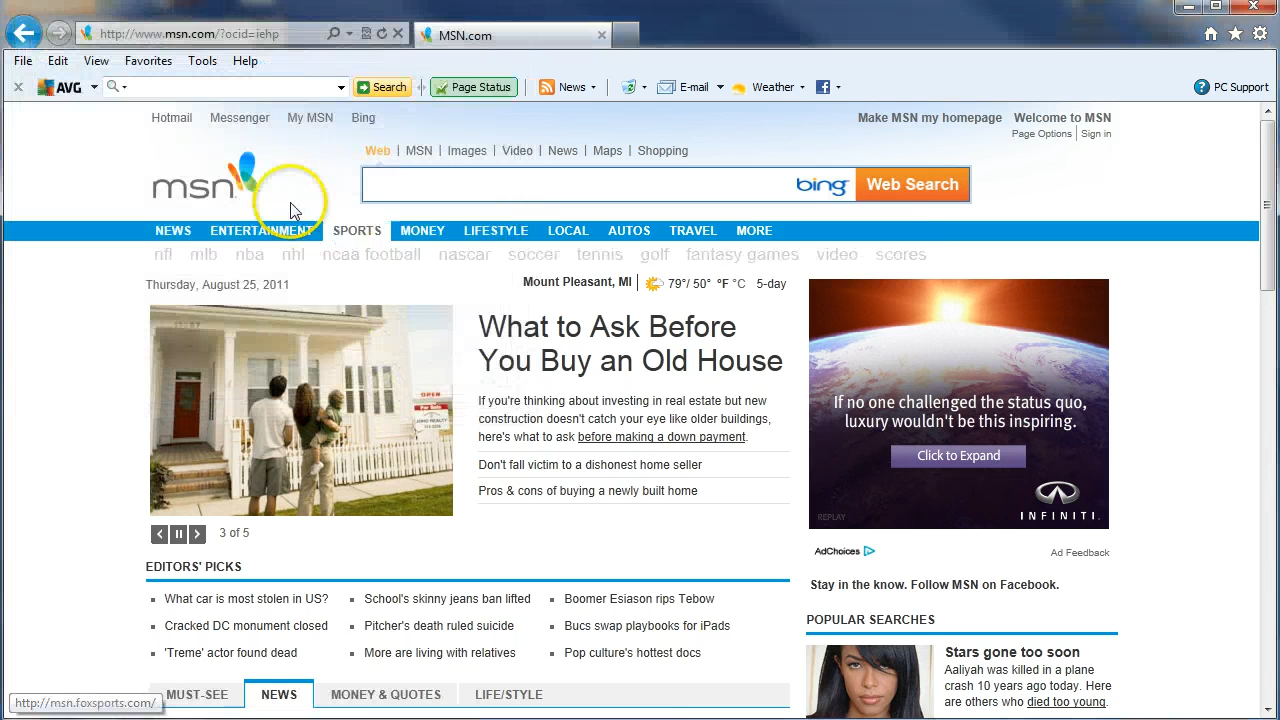 http://www.msn.com/?ocid=iehp
MSN.com
File Edit View Favorites Tools Help
AVG Search Page Status News E-mail Weather PC Support
Hotmail Messenger My MSN Bing
Make MSN my homepage Welcome to MSN
Page Options | Sign in
Web | MSN | Images | Video | News | Maps | Shopping
msn
bing Web Search
NEWS ENTERTAINMENT SPORTS MONEY LIFESTYLE LOCAL AUTOS TRAVEL MORE
nfl mlb nba nhl ncaa football nascar soccer tennis golf fantasy games video scores
Thursday, August 25, 2011
Mount Pleasant, MI | 79°/ 50° °F °C 5-day
OPEN
For Sale
What to Ask Before
You Buy an Old House
If you're thinking about investing in real estate but new
construction doesn't catch your eye like older buildings,
here's what to ask before making a down payment.
Don't fall victim to a dishonest home seller
Pros & cons of buying a newly built home
3 of 5
If no one challenged the status quo,
luxury wouldn't be this inspiring.
Click to Expand
REPLAY
INFINITI.
AdChoices
Ad Feedback
EDITORS' PICKS
What car is most stolen in US? School's skinny jeans ban lifted Boomer Esiason rips Tebow
Cracked DC monument closed Pitcher's death ruled suicide Bucs swap playbooks for iPads
'Treme' actor found dead More are living with relatives Pop culture's hottest docs
Stay in the know. Follow MSN on Facebook.
POPULAR SEARCHES
Stars gone too soon
Aaliyah was killed in a plane
crash 10 years ago today. Here
are others who died too young.
MUST-SEE NEWS MONEY & QUOTES LIFE/STYLE
http://msn.foxsports.com/